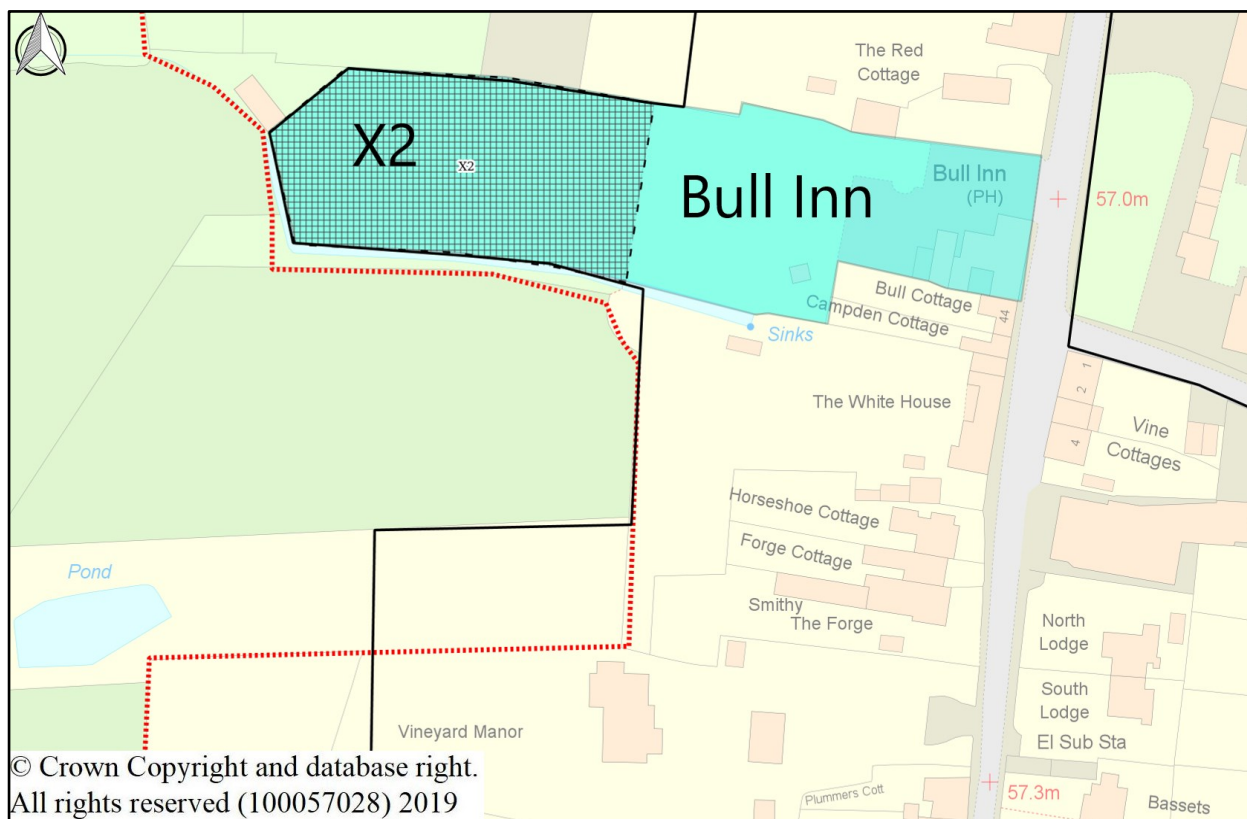 The Red
Cottage
X2
X2
Bull Inn
Bull Inn
(PH)
57.0m
Bull Cottage
Campden Cottage
44
Sinks
The White House
1
2
4
Vine
Cottages
Horseshoe Cottage
Forge Cottage
Smithy
The Forge
Pond
North
Lodge
South
Lodge
El Sub Sta
Vineyard Manor
Plummers Cott
57.3m
Bassets
© Crown Copyright and database right.
All rights reserved (100057028) 2019